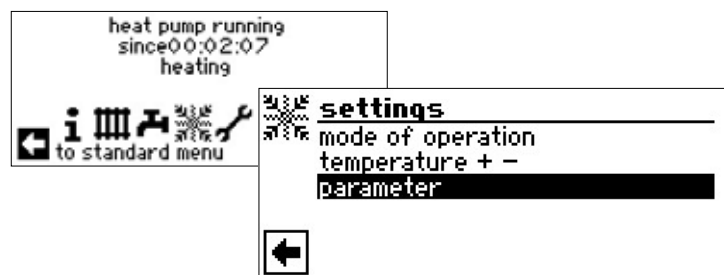 heat pump running
since00:02:07
heating
to standard menu
settings
mode of operation
temperature + −
parameter